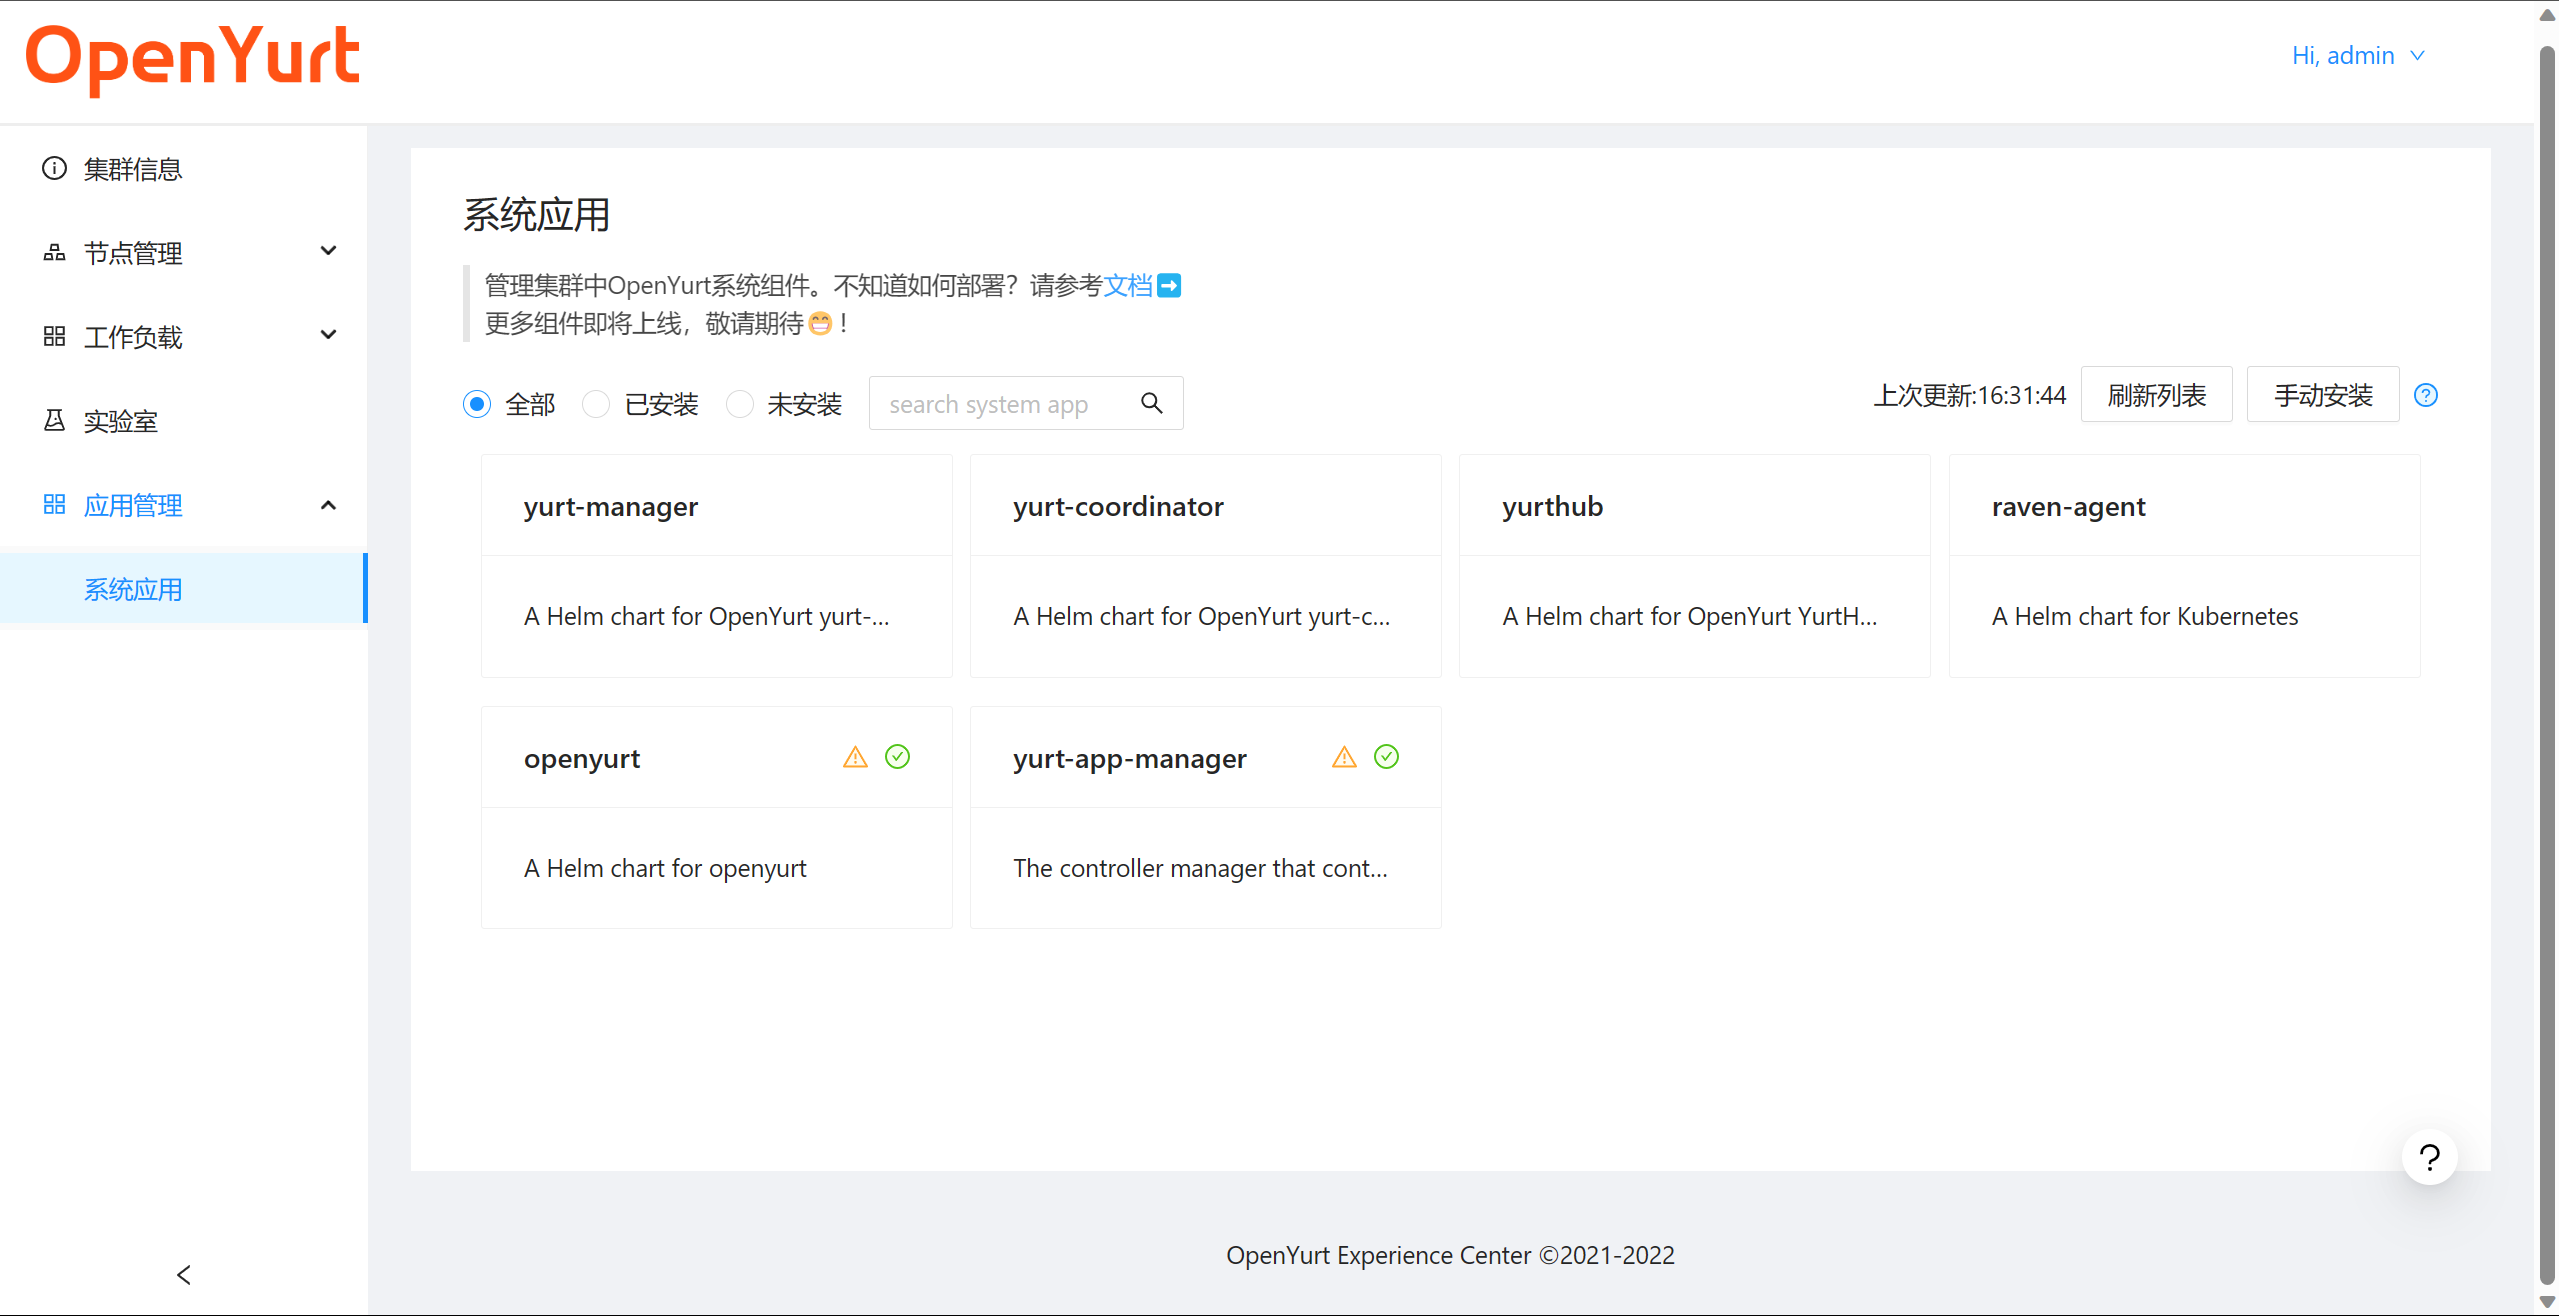 OpenYurt
Hi, admin
集群信息
节点管理
工作负载
实验室
应用管理
系统应用
系统应用
管理集群中OpenYurt系统组件。不知道如何部署？请参考文档➡️
更多组件即将上线，敬请期待😁！
全部 已安装 未安装 search system app 上次更新:16:31:44 刷新列表 手动安装
yurt-manager
A Helm chart for OpenYurt yurt-...
yurt-coordinator
A Helm chart for OpenYurt yurt-c...
yurthub
A Helm chart for OpenYurt YurtH...
raven-agent
A Helm chart for Kubernetes
openyurt
A Helm chart for openyurt
yurt-app-manager
The controller manager that cont...
OpenYurt Experience Center ©2021-2022